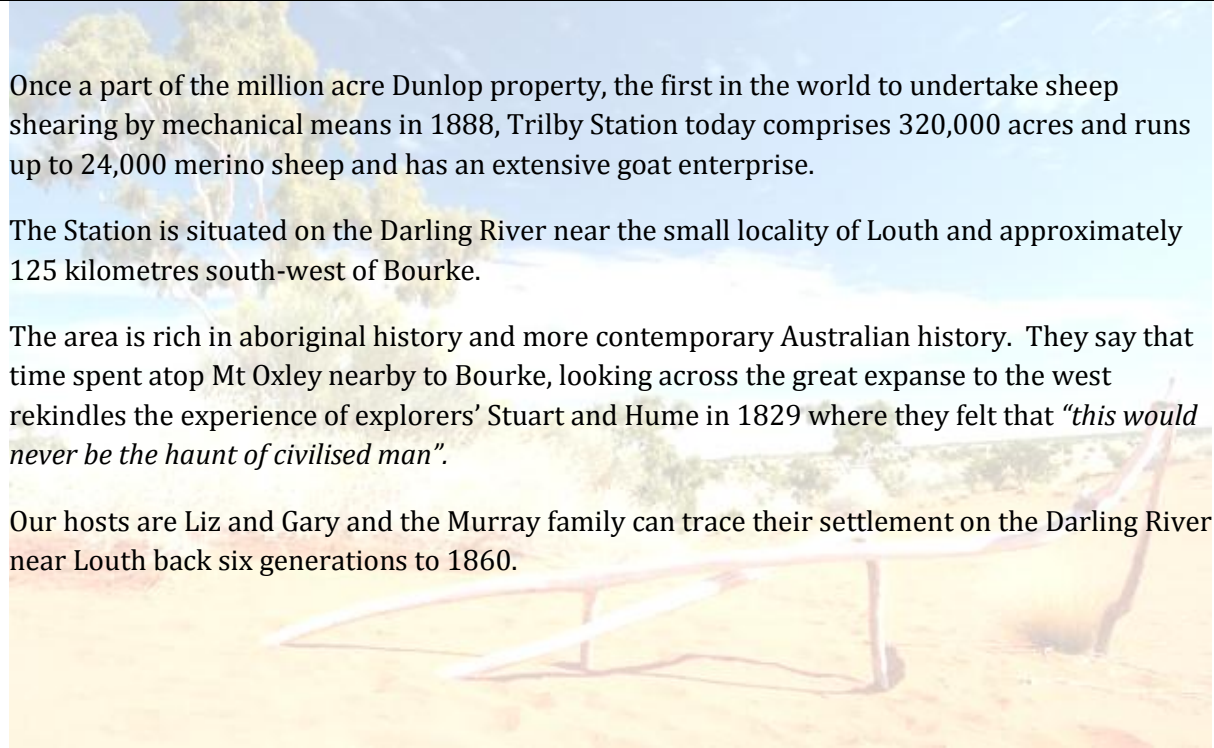 Once a part of the million acre Dunlop property, the first in the world to undertake sheep
shearing by mechanical means in 1888, Trilby Station today comprises 320,000 acres and runs
up to 24,000 merino sheep and has an extensive goat enterprise.
The Station is situated on the Darling River near the small locality of Louth and approximately
125 kilometres south-west of Bourke.
The area is rich in aboriginal history and more contemporary Australian history.  They say that
time spent atop Mt Oxley nearby to Bourke, looking across the great expanse to the west
rekindles the experience of explorers’ Stuart and Hume in 1829 where they felt that “this would
never be the haunt of civilised man”.
Our hosts are Liz and Gary and the Murray family can trace their settlement on the Darling River
near Louth back six generations to 1860.